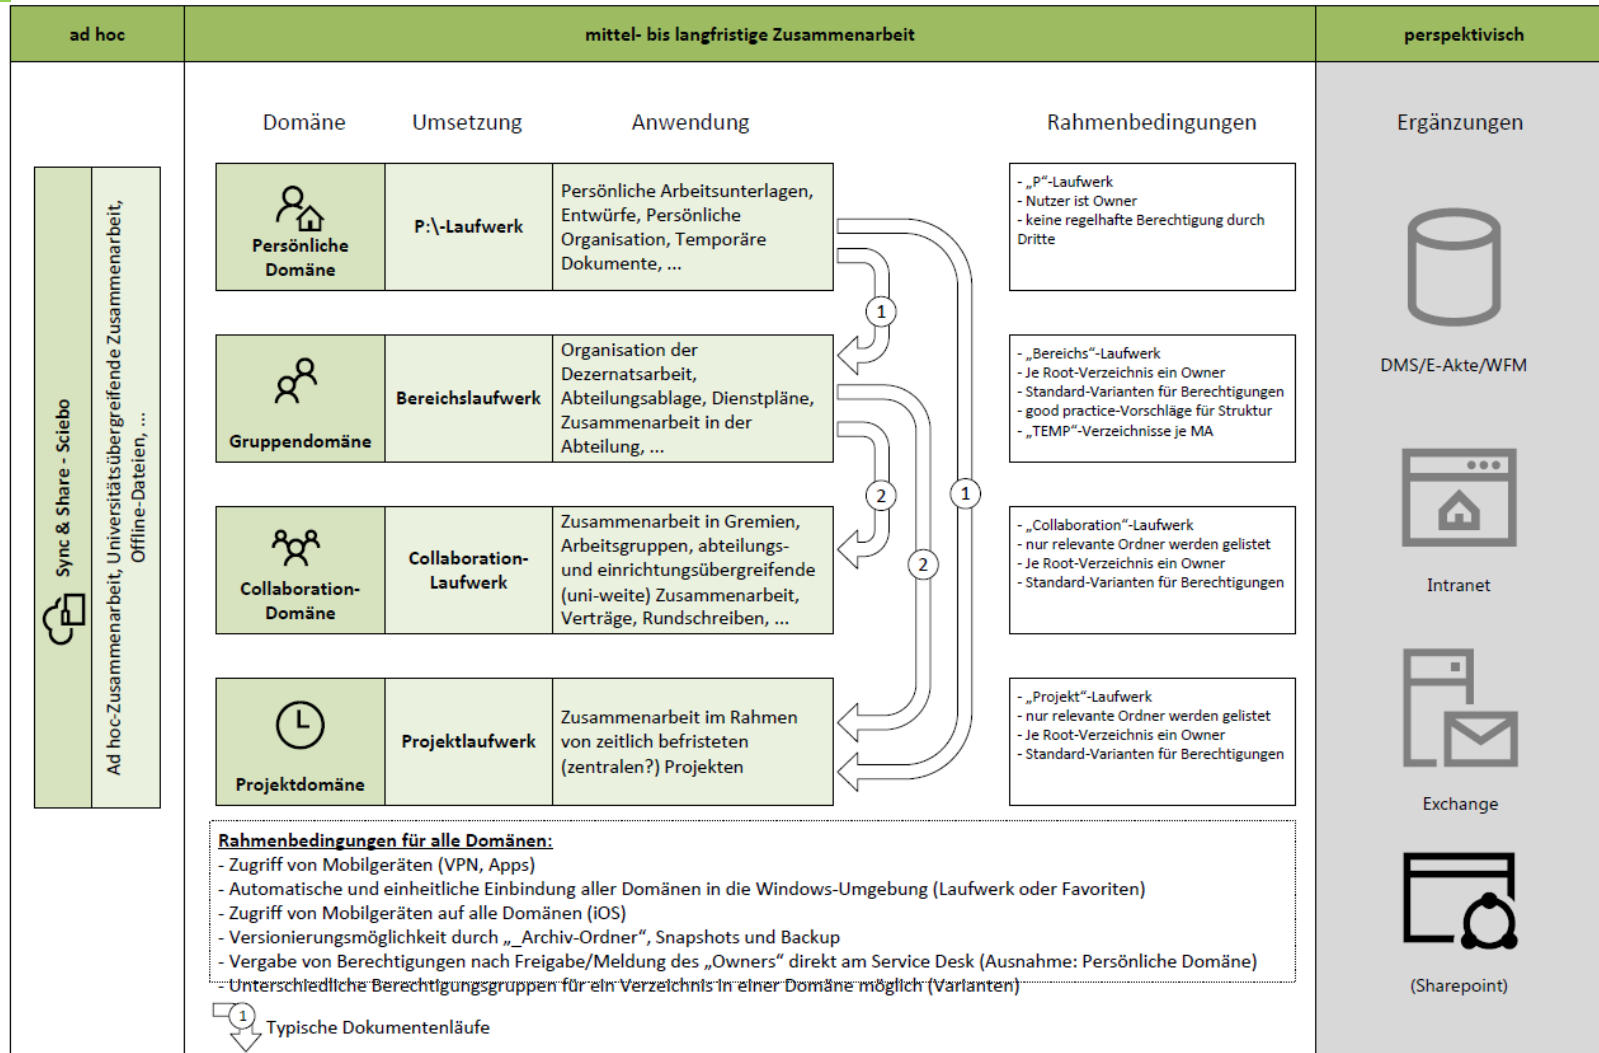 ad hoc
mittel- bis langfristige Zusammenarbeit
perspektivisch
Sync & Share - Sciebo
Ad hoc-Zusammenarbeit, Universitätsübergreifende Zusammenarbeit,
Offline-Dateien, ...
Domäne
Umsetzung
Anwendung
Rahmenbedingungen
Persönliche
Domäne
P:\-Laufwerk
Persönliche Arbeitsunterlagen,
Entwürfe, Persönliche
Organisation, Temporäre
Dokumente, ...
- „P“-Laufwerk
- Nutzer ist Owner
- keine regelhafte Berechtigung durch
Dritte
1
Gruppendomäne
Bereichslaufwerk
Organisation der
Dezernatsarbeit,
Abteilungsablage, Dienstpläne,
Zusammenarbeit in der
Abteilung, ...
- „Bereichs“-Laufwerk
- Je Root-Verzeichnis ein Owner
- Standard-Varianten für Berechtigungen
- good practice-Vorschläge für Struktur
- „TEMP“-Verzeichnisse je MA
2
1
Collaboration-
Domäne
Collaboration-
Laufwerk
Zusammenarbeit in Gremien,
Arbeitsgruppen, abteilungs-
und einrichtungsübergreifende
(uni-weite) Zusammenarbeit,
Verträge, Rundschreiben, ...
2
- „Collaboration“-Laufwerk
- nur relevante Ordner werden gelistet
- Je Root-Verzeichnis ein Owner
- Standard-Varianten für Berechtigungen
Projektdomäne
Projektlaufwerk
Zusammenarbeit im Rahmen
von zeitlich befristeten
(zentralen?) Projekten
- „Projekt“-Laufwerk
- nur relevante Ordner werden gelistet
- Je Root-Verzeichnis ein Owner
- Standard-Varianten für Berechtigungen
Rahmenbedingungen für alle Domänen:
- Zugriff von Mobilgeräten (VPN, Apps)
- Automatische und einheitliche Einbindung aller Domänen in die Windows-Umgebung (Laufwerk oder Favoriten)
- Zugriff von Mobilgeräten auf alle Domänen (iOS)
- Versionierungsmöglichkeit durch „_Archiv-Ordner“, Snapshots und Backup
- Vergabe von Berechtigungen nach Freigabe/Meldung des „Owners“ direkt am Service Desk (Ausnahme: Persönliche Domäne)
- Unterschiedliche Berechtigungsgruppen für ein Verzeichnis in einer Domäne möglich (Varianten)
1
Typische Dokumentenläufe
Ergänzungen
DMS/E-Akte/WFM
Intranet
Exchange
(Sharepoint)